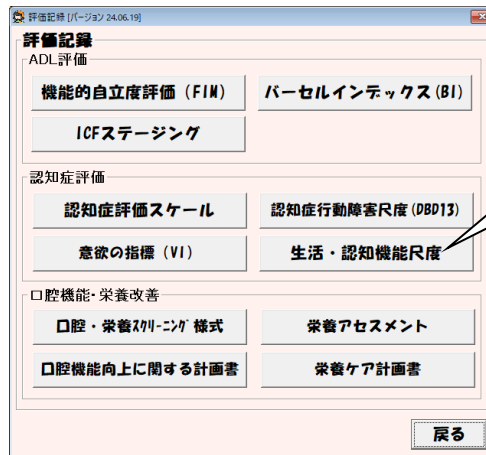 評価記録 [バージョン 24.06.19]
評価記録
ADL評価
機能的自立度評価（FIM） バーセルインデックス(BI)
ICFステージング
認知症評価
認知症評価スケール 認知症行動障害尺度(DBD13)
意欲の指標（VI） 生活・認知機能尺度
口腔機能・栄養改善
口腔・栄養ｽｸﾘｰﾆﾝｸﾞ様式 栄養アセスメント
口腔機能向上に関する計画書 栄養ケア計画書
戻る